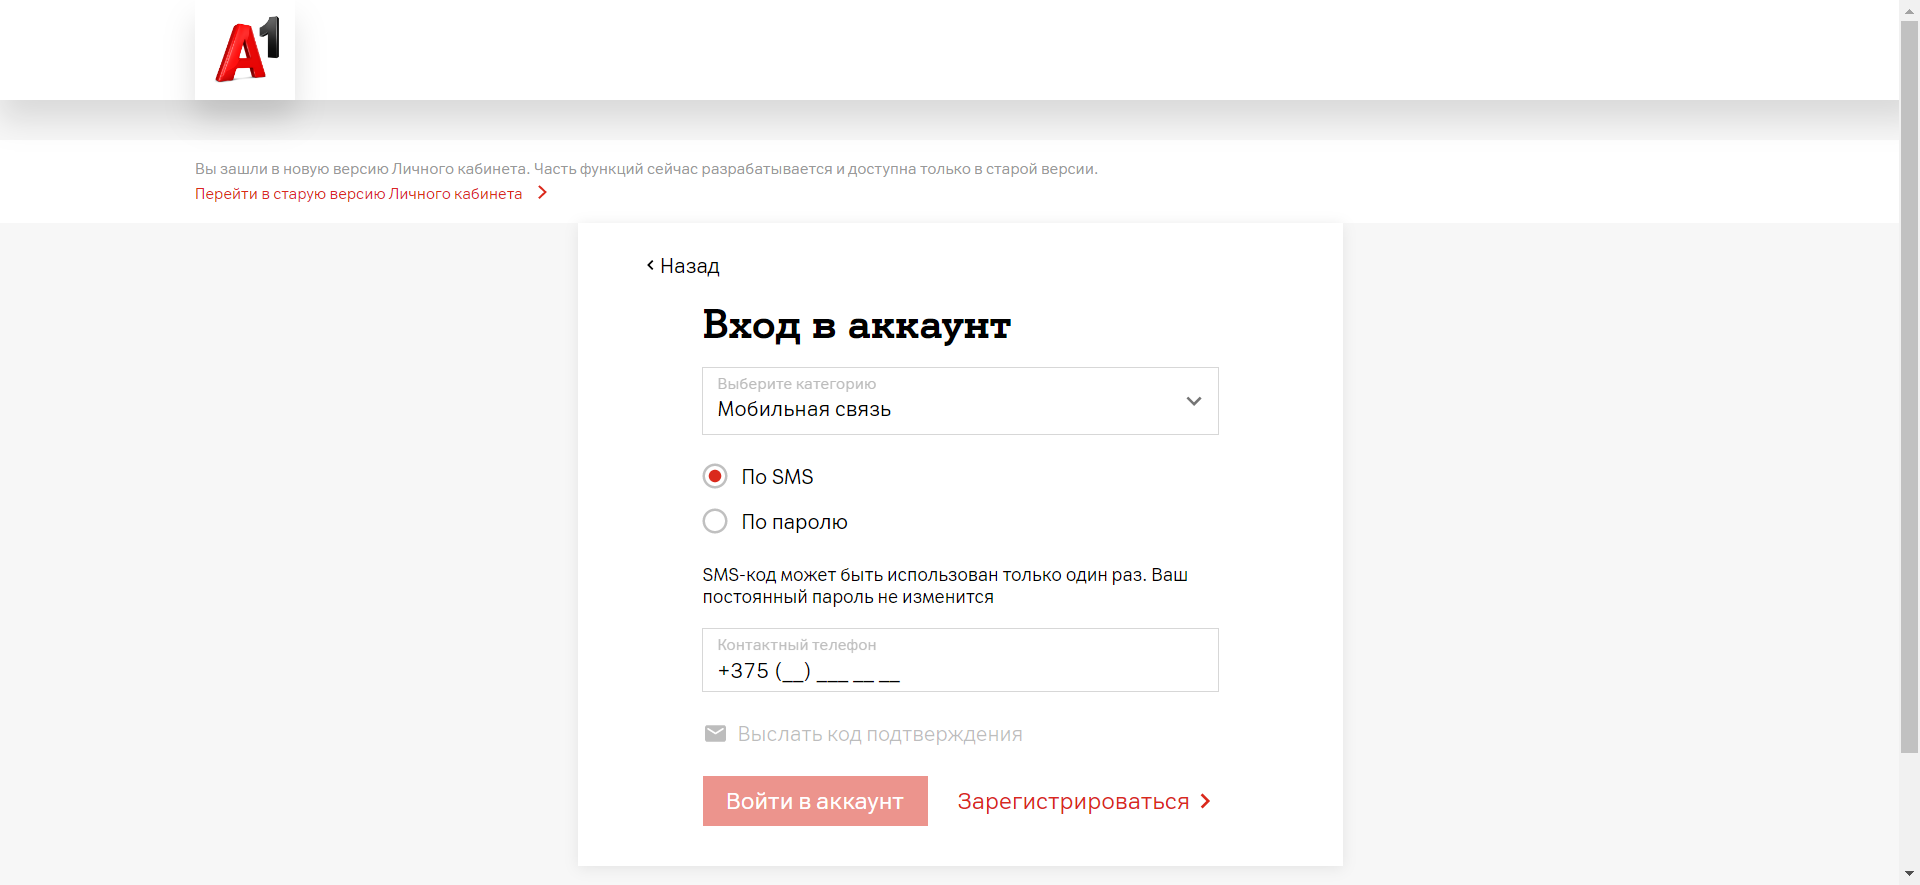 A1
Вы зашли в новую версию Личного кабинета. Часть функций сейчас разрабатывается и доступна только в старой версии.
Перейти в старую версию Личного кабинета
Назад
Вход в аккаунт
Выберите категорию
Мобильная связь
По SMS
По паролю
SMS-код может быть использован только один раз. Ваш
постоянный пароль не изменится
Контактный телефон
+375 (__) ___ __ __
Выслать код подтверждения
Войти в аккаунт
Зарегистрироваться